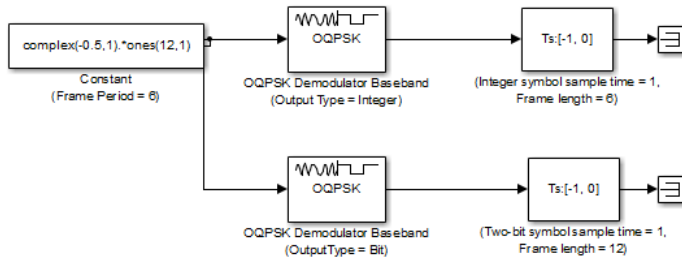 complex(-0.5,1).*ones(12,1)
Constant
(Frame Period = 6)
OQPSK
OQPSK Demodulator Baseband
(Output Type = Integer)
Ts:[-1, 0]
(Integer symbol sample time = 1,
Frame length = 6)
OQPSK
OQPSK Demodulator Baseband
(OutputType = Bit)
Ts:[-1, 0]
(Two-bit symbol sample time = 1,
Frame length = 12)